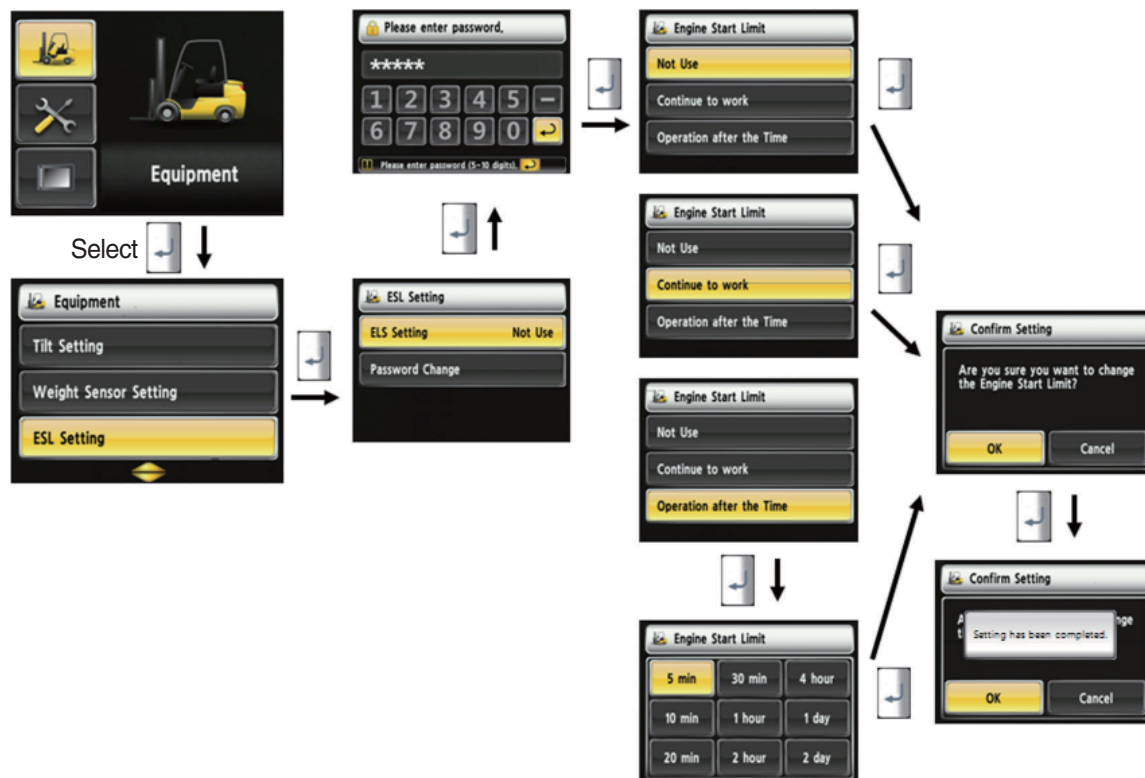 Equipment
Select
Equipment
Tilt Setting
Weight Sensor Setting
ESL Setting
ESL Setting
ELS Setting Not Use
Password Change
Please enter password,
*****
1 2 3 4 5 -
6 7 8 9 0
Please enter password (5-10 digits),
Engine Start Limit
Not Use
Continue to work
Operation after the Time
Engine Start Limit
Not Use
Continue to work
Operation after the Time
Engine Start Limit
Not Use
Continue to work
Operation after the Time
Engine Start Limit
5 min 30 min 4 hour
10 min 1 hour 1 day
20 min 2 hour 2 day
Confirm Setting
Are you sure you want to change
the Engine Start Limit?
OK Cancel
Confirm Setting
Setting has been completed.
OK Cancel